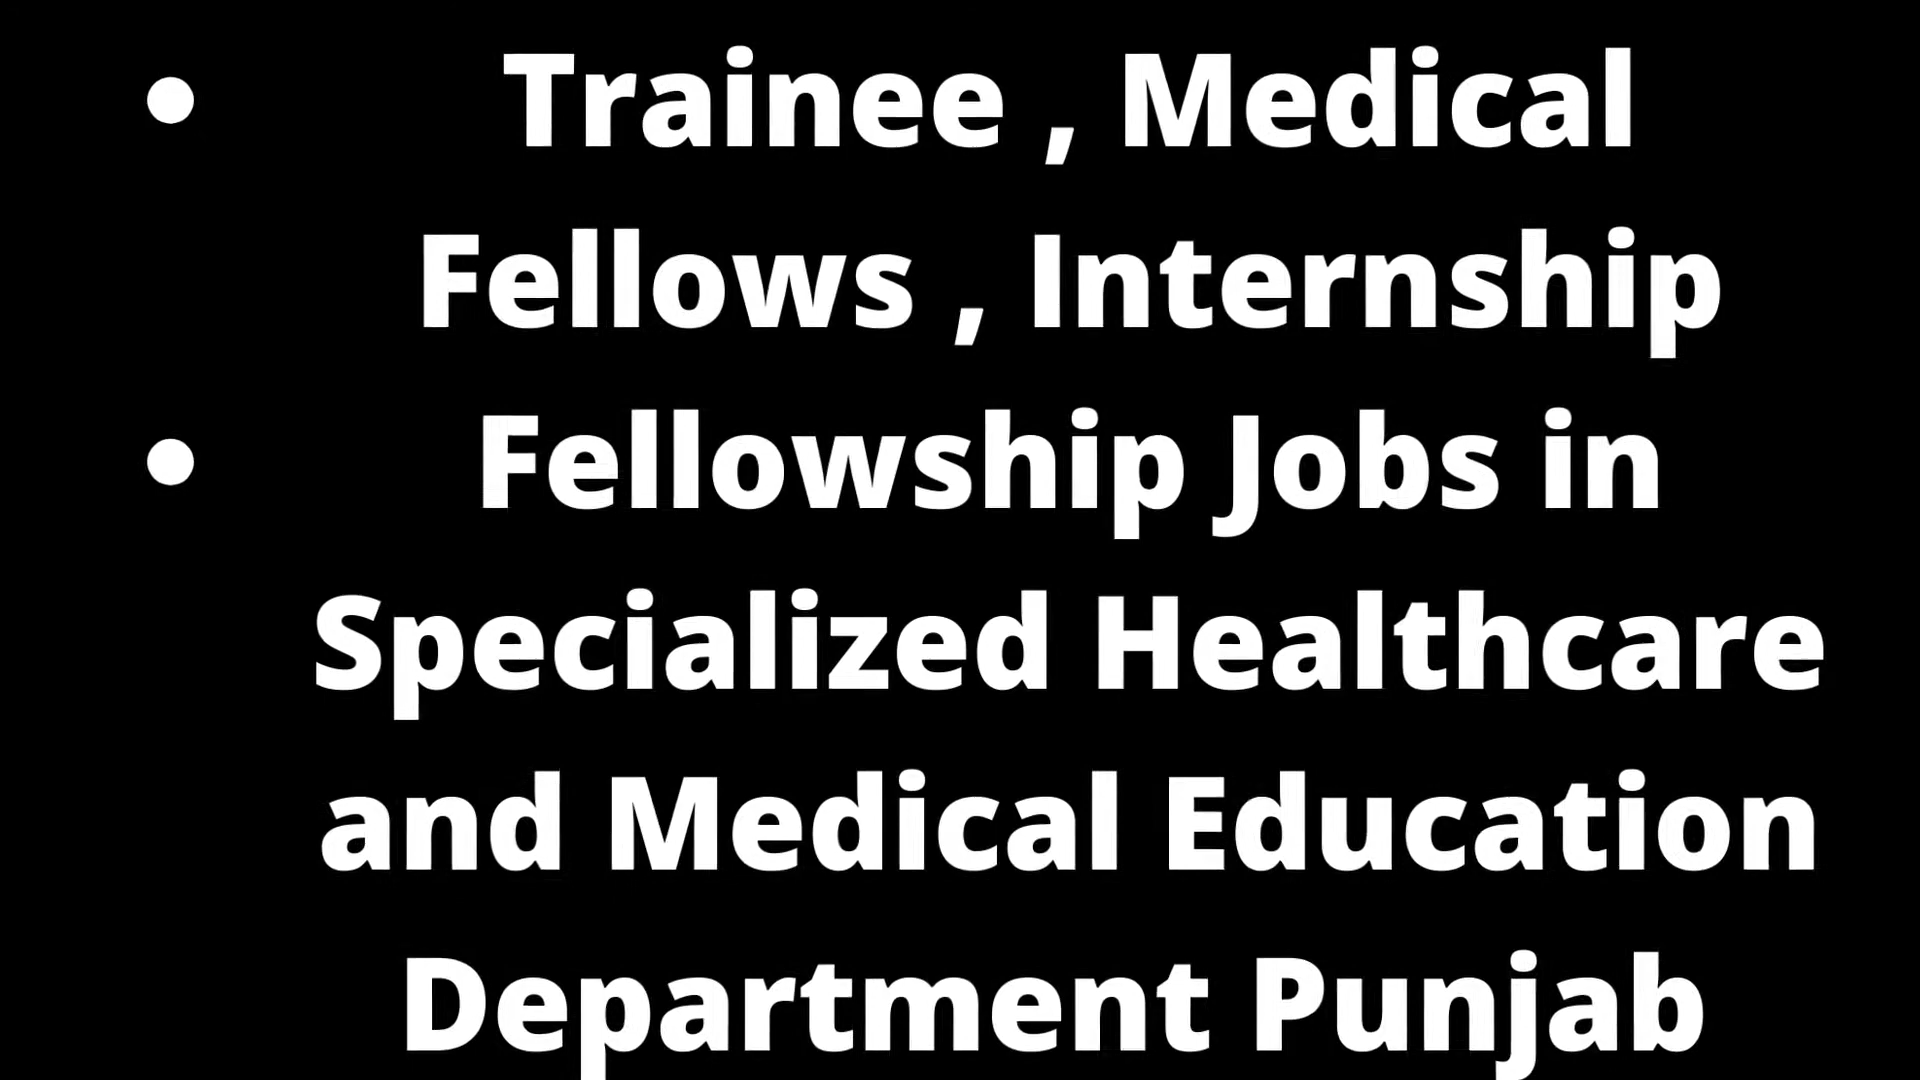 • Trainee , Medical
Fellows , Internship
• Fellowship Jobs in
Specialized Healthcare
and Medical Education
Department Punjab